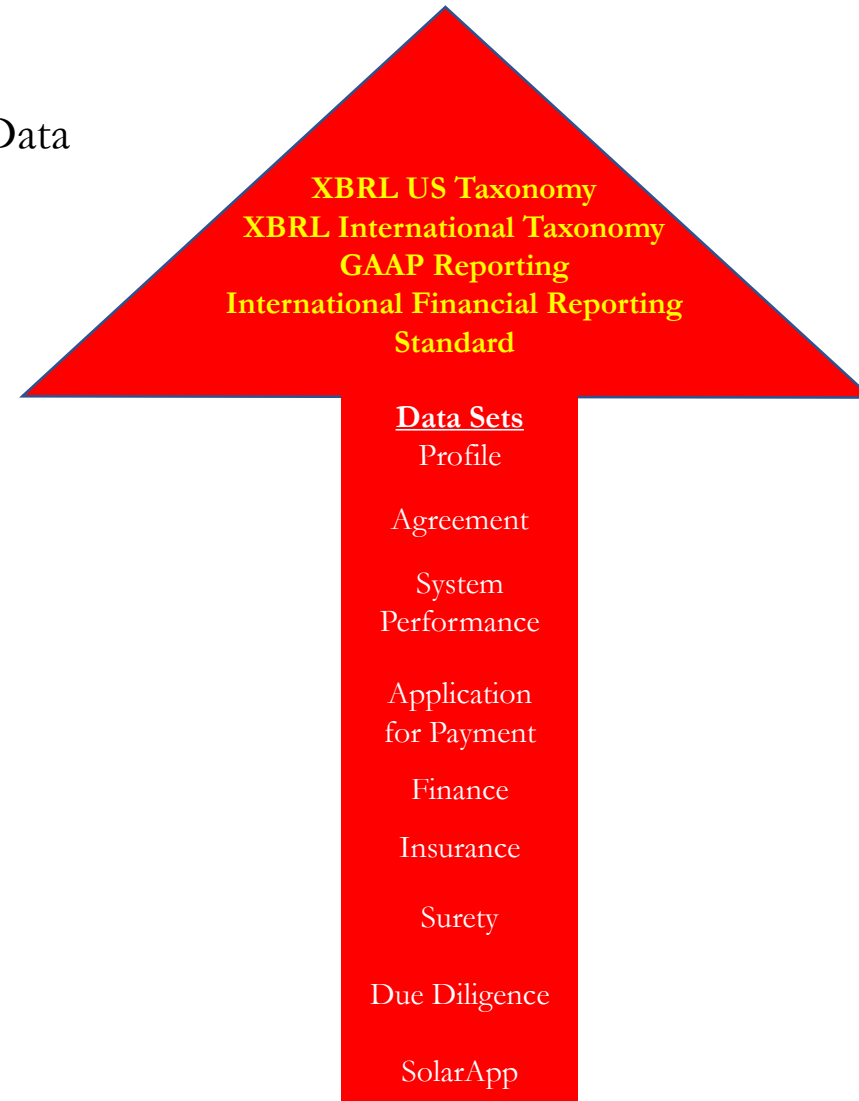 Data
XBRL US Taxonomy
XBRL International Taxonomy
GAAP Reporting
International Financial Reporting
Standard
Data Sets
Profile
Agreement
System
Performance
Application
for Payment
Finance
Insurance
Surety
Due Diligence
SolarApp